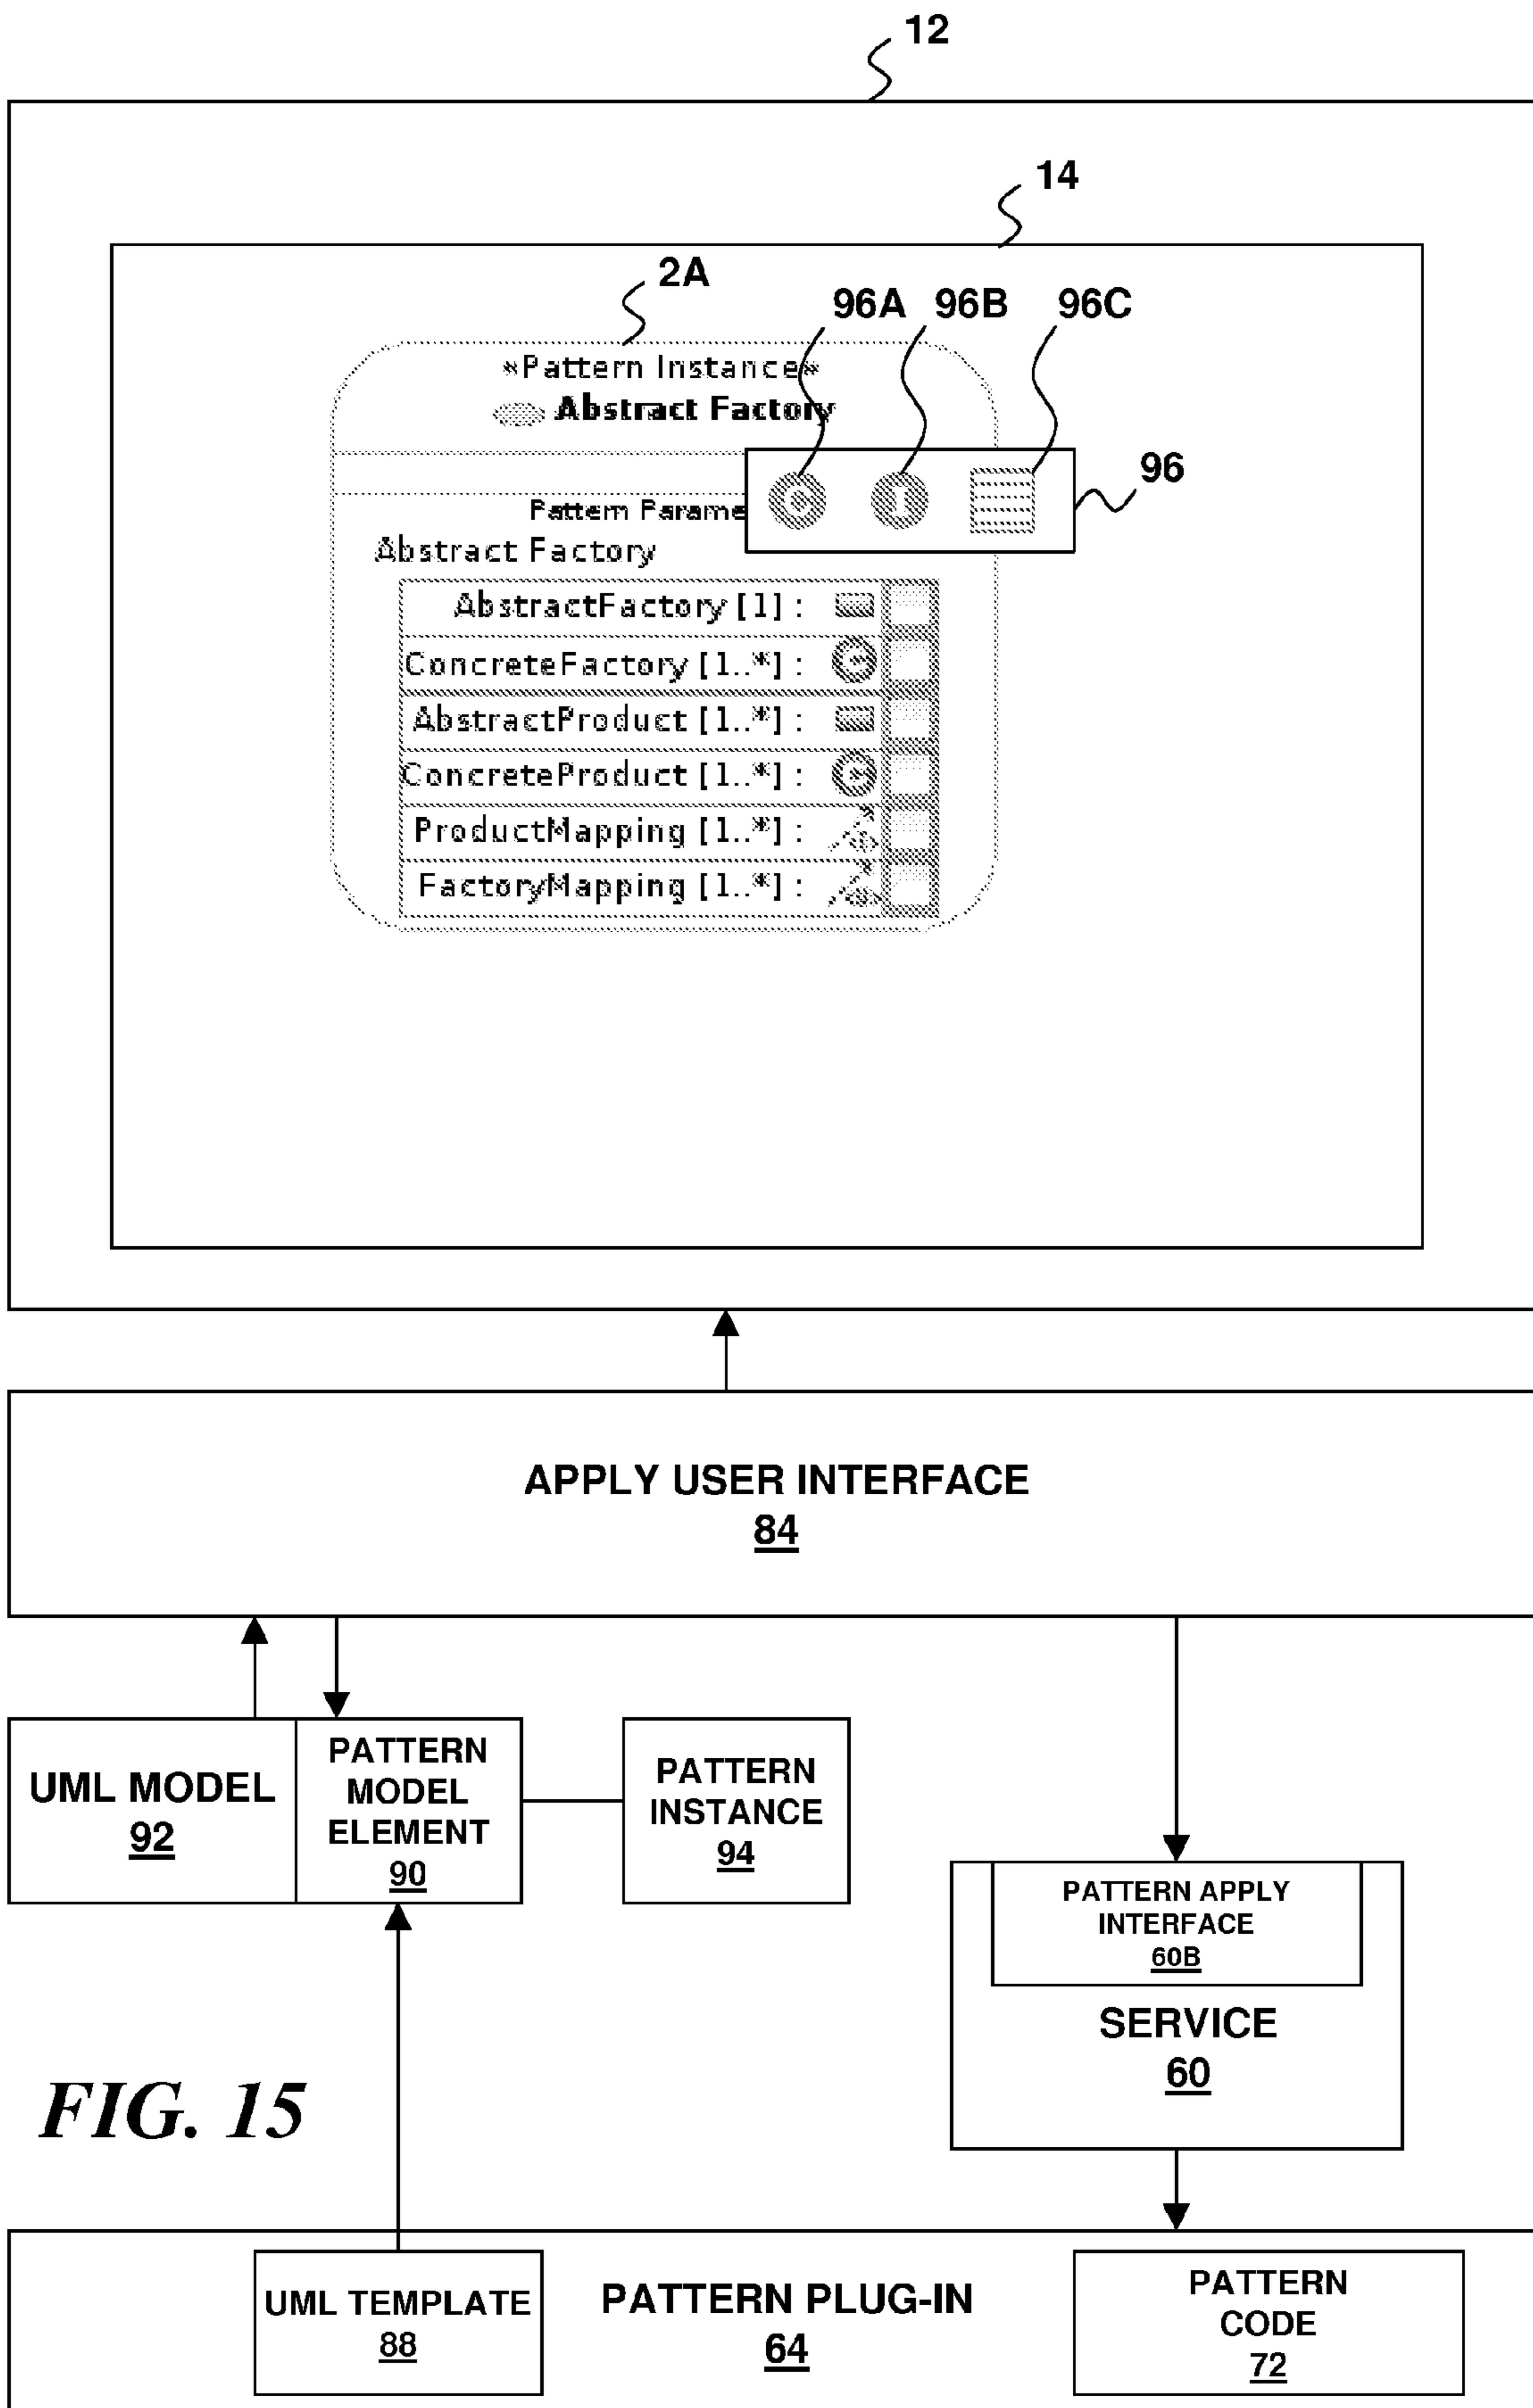 12
14
2A
96A 96B 96C
«Pattern Instance»
Abstract Factory
96
Pattern Parame
Abstract Factory
AbstractFactory [1] :
ConcreteFactory [1..*] :
AbstractProduct [1..*] :
ConcreteProduct [1..*] :
ProductMapping [1..*] :
FactoryMapping [1..*] :
APPLY USER INTERFACE
84
UML MODEL
92
PATTERN
MODEL
ELEMENT
90
PATTERN
INSTANCE
94
PATTERN APPLY
INTERFACE
60B
SERVICE
60
FIG. 15
UML TEMPLATE
88
PATTERN PLUG-IN
64
PATTERN
CODE
72